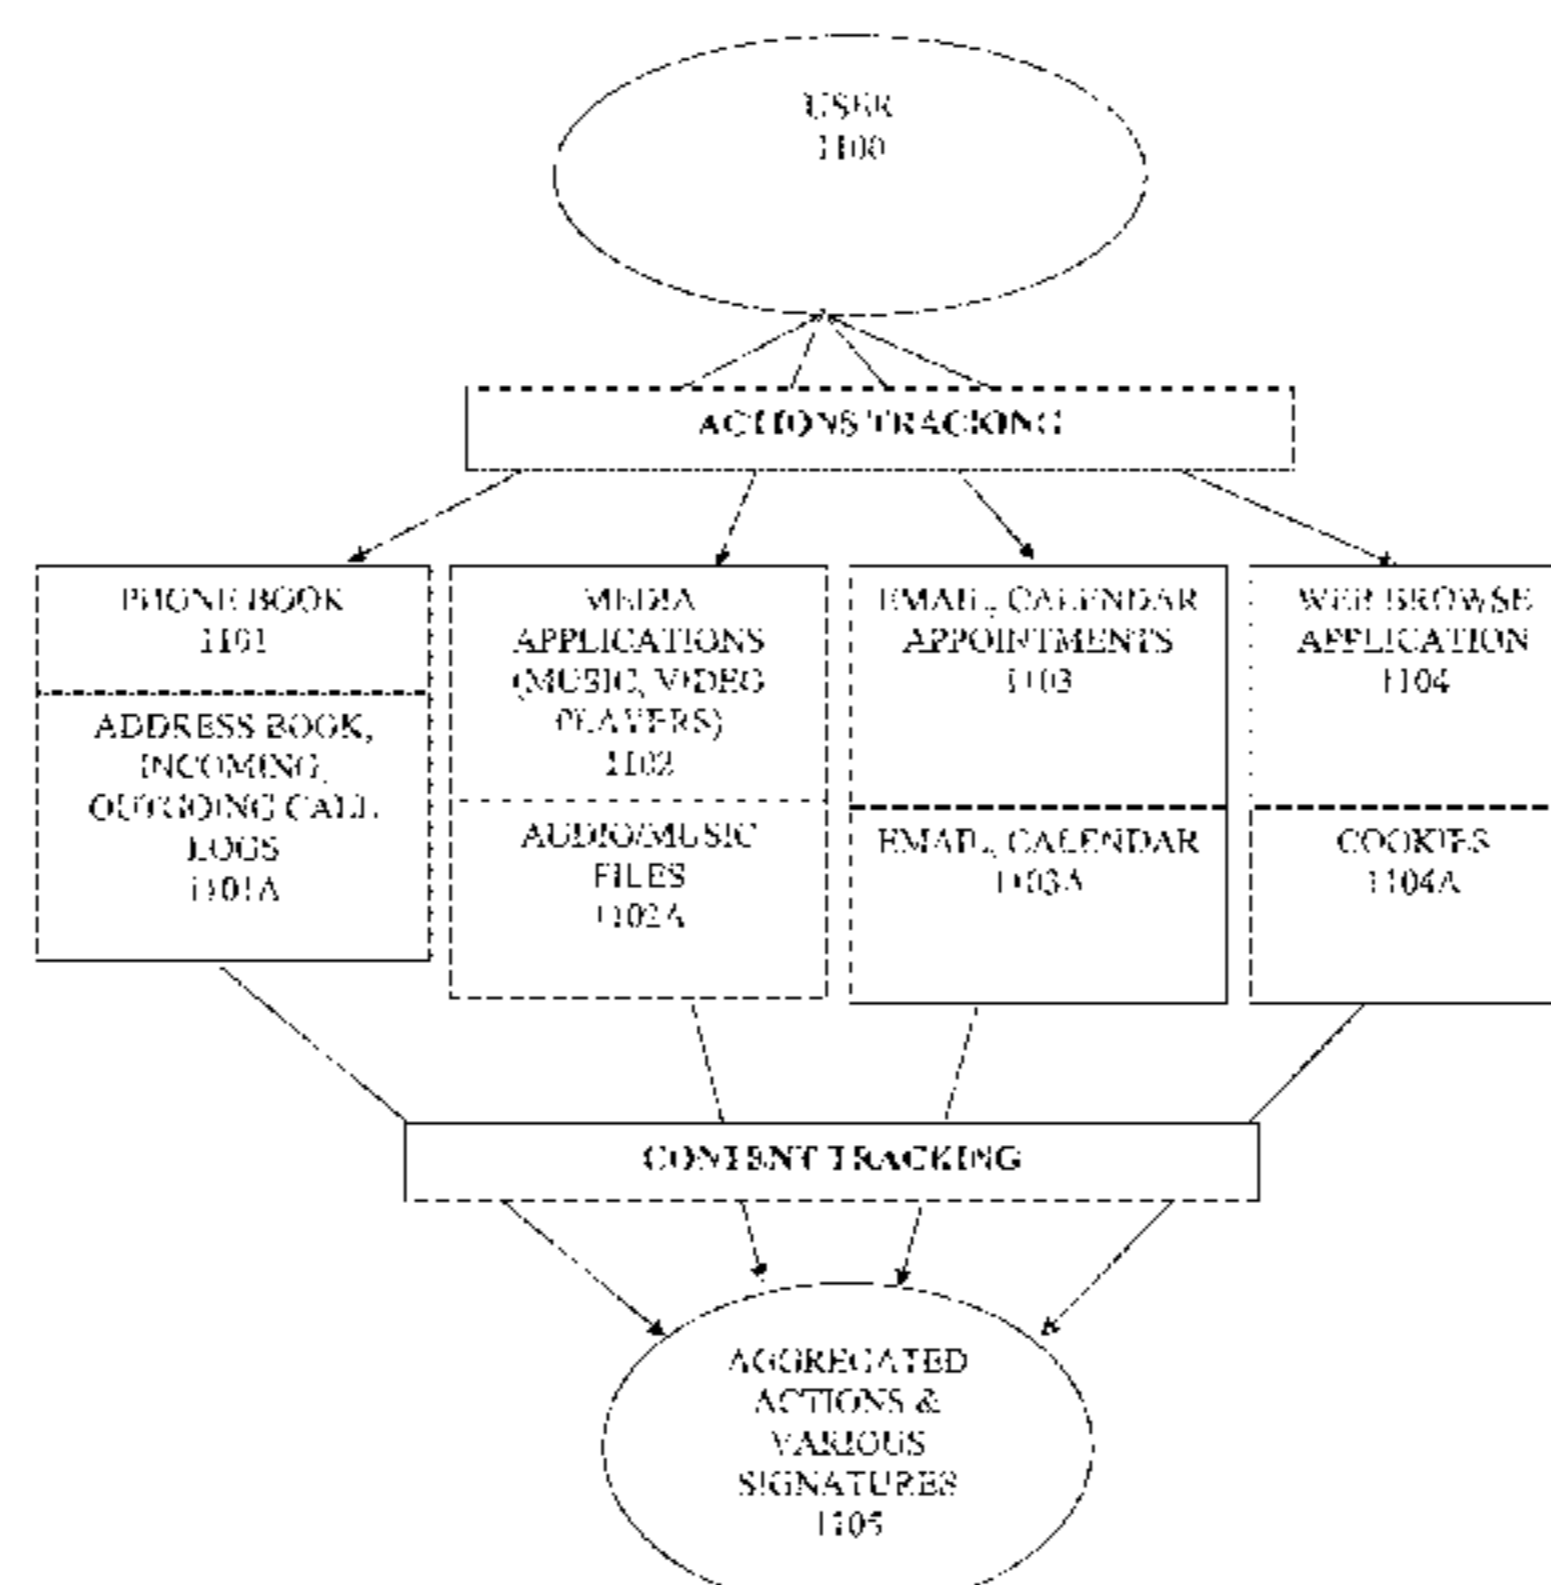 USER
1100
ACTIONS TRACKING
PHONE BOOK
1101
ADDRESS BOOK,
INCOMING,
OUTGOING CALL
LOGS
1101A
MEDIA
APPLICATIONS
(MUSIC, VIDEO
PLAYERS)
1102
AUDIO/MUSIC
FILES
1102A
EMAIL, CALENDAR
APPOINTMENTS
1103
EMAIL, CALENDAR
1103A
WEB BROWSE
APPLICATION
1104
COOKIES
1104A
CONTENT TRACKING
AGGREGATED
ACTIONS &
VARIOUS
SIGNATURES
1105